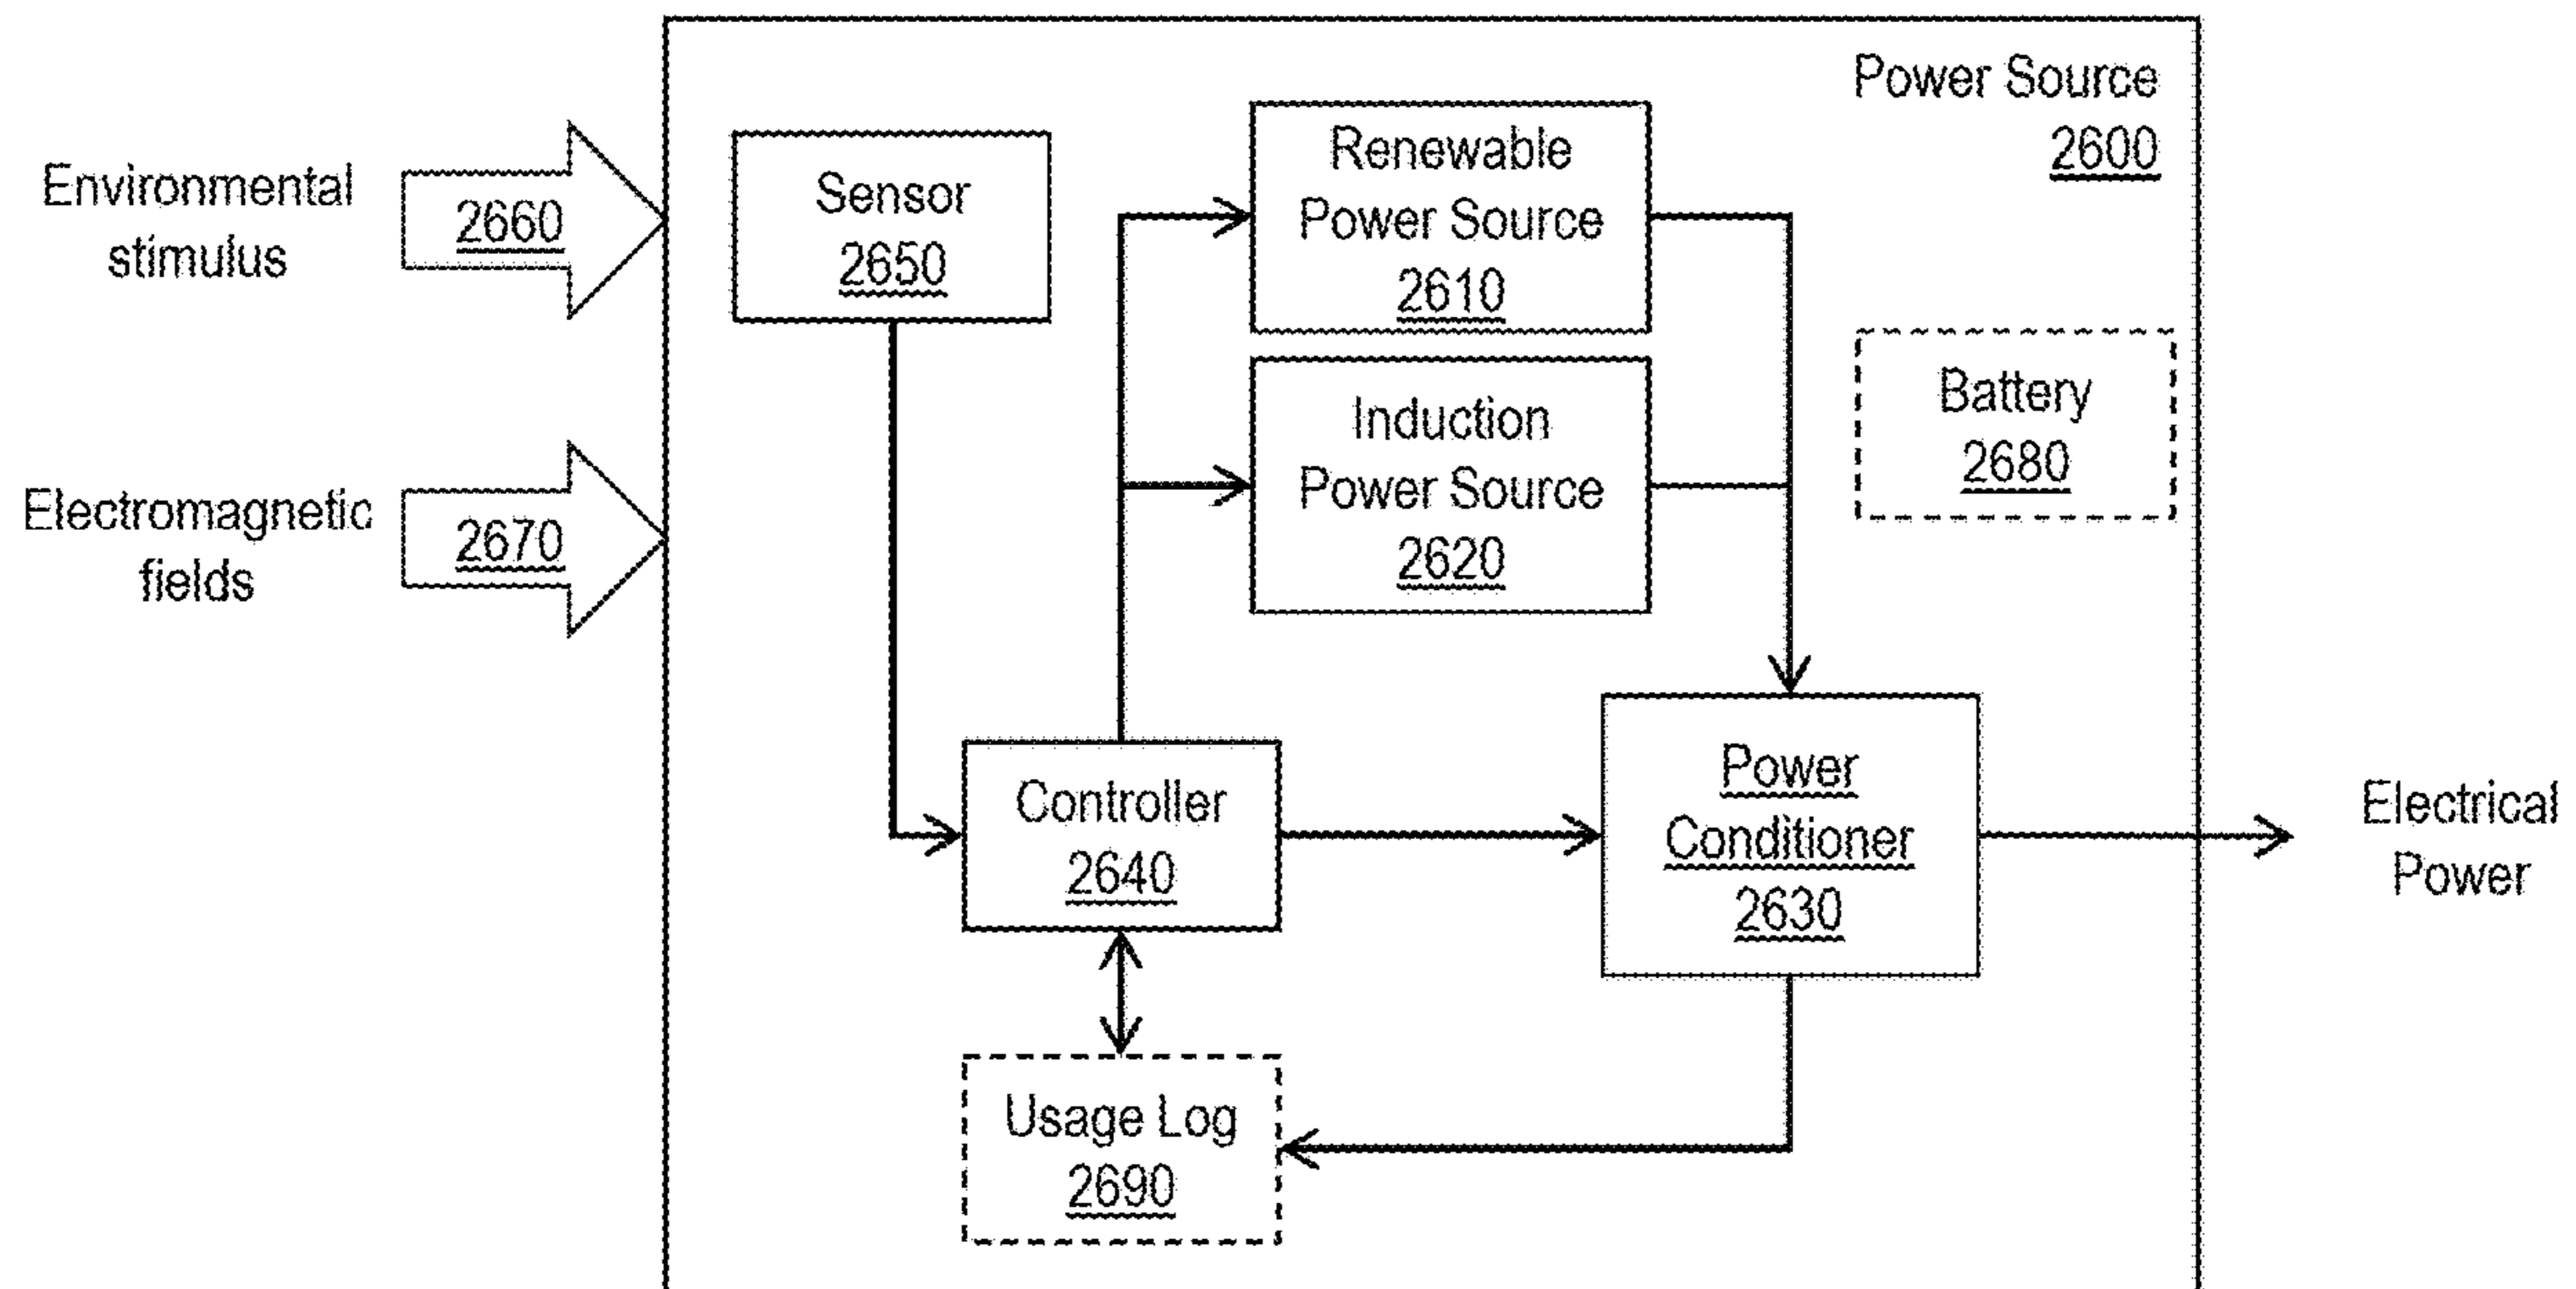 Power Source
2600
Environmental
stimulus
2660
Electromagnetic
fields
2670
Sensor
2650
Renewable
Power Source
2610
Induction
Power Source
2620
Battery
2680
Controller
2640
Power
Conditioner
2630
Electrical
Power
Usage Log
2690